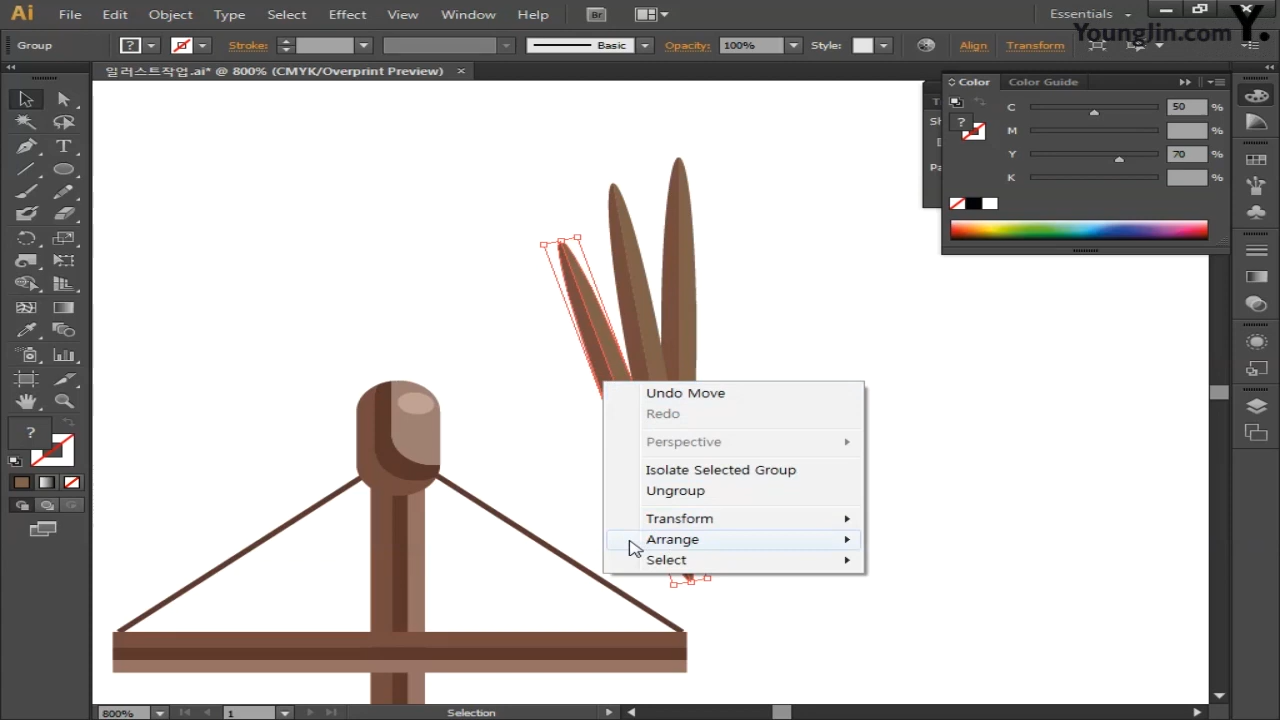 Ai File Edit Object Type Select Effect View Window Help Br Essentials
YoungJin.com Y.
Group ? Stroke: Basic Opacity: 100% Style: Align Transform
일러스트작업.ai* @ 800% (CMYK/Overprint Preview) ×
Color Color Guide
C 50 %
? M %
Y 70 %
K %
T
Undo Move
Redo
Perspective
Isolate Selected Group
Ungroup
Transform
Arrange
Select
?
800% 1 Selection